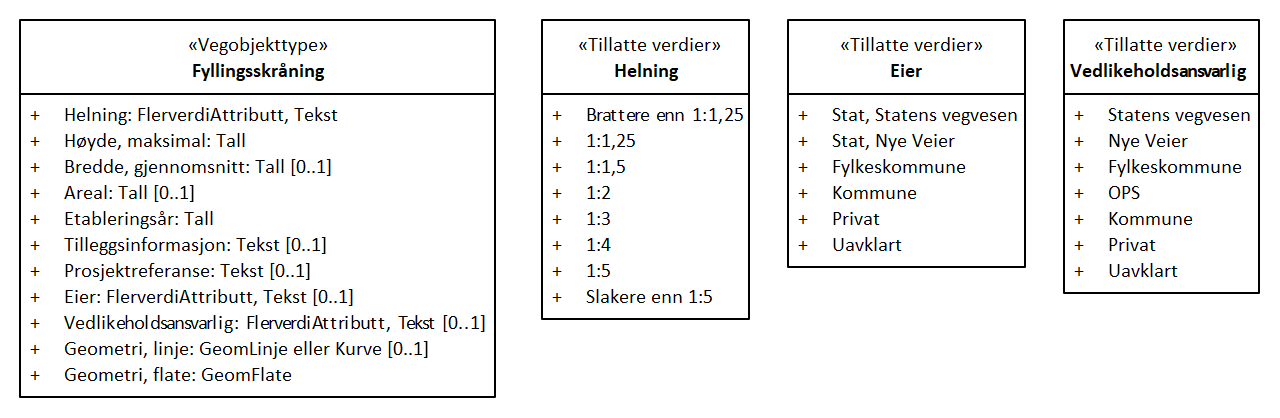 «Vegobjekttype»
Fyllingsskråning
+ Helning: FlerverdiAttributt, Tekst
+ Høyde, maksimal: Tall
+ Bredde, gjennomsnitt: Tall [0..1]
+ Areal: Tall [0..1]
+ Etableringsår: Tall
+ Tilleggsinformasjon: Tekst [0..1]
+ Prosjektreferanse: Tekst [0..1]
+ Eier: FlerverdiAttributt, Tekst [0..1]
+ Vedlikeholdsansvarlig: FlerverdiAttributt, Tekst [0..1]
+ Geometri, linje: GeomLinje eller Kurve [0..1]
+ Geometri, flate: GeomFlate
«Tillatte verdier»
Helning
+ Brattere enn 1:1,25
+ 1:1,25
+ 1:1,5
+ 1:2
+ 1:3
+ 1:4
+ 1:5
+ Slakere enn 1:5
«Tillatte verdier»
Eier
+ Stat, Statens vegvesen
+ Stat, Nye Veier
+ Fylkeskommune
+ Kommune
+ Privat
+ Uavklart
«Tillatte verdier»
Vedlikeholdsansvarlig
+ Statens vegvesen
+ Nye Veier
+ Fylkeskommune
+ OPS
+ Kommune
+ Privat
+ Uavklart